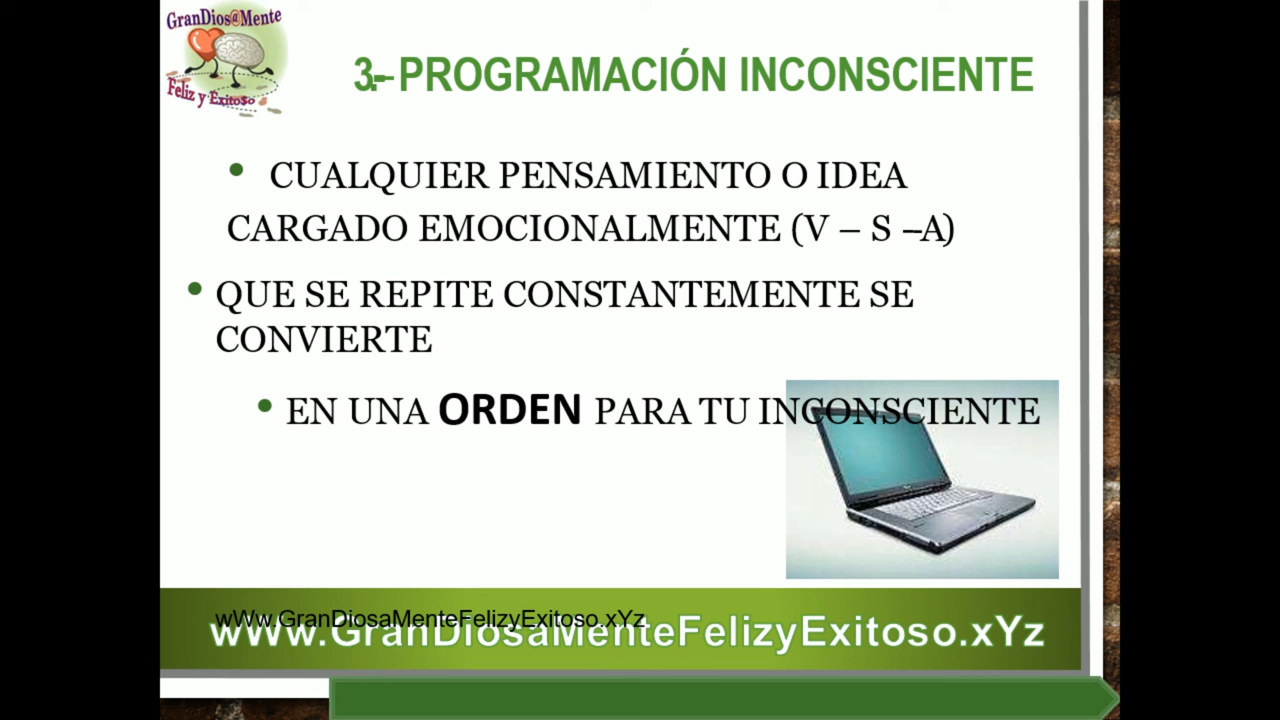 GranDios@Mente
Feliz y Exito$o
3.- PROGRAMACIÓN INCONSCIENTE
• CUALQUIER PENSAMIENTO O IDEA
CARGADO EMOCIONALMENTE (V – S –A)
• QUE SE REPITE CONSTANTEMENTE SE
CONVIERTE
• EN UNA ORDEN PARA TU INCONSCIENTE
wWw.GranDiosaMenteFelizyExitoso.xYz
wWw.GranDiosaMenteFelizyExitoso.xYz